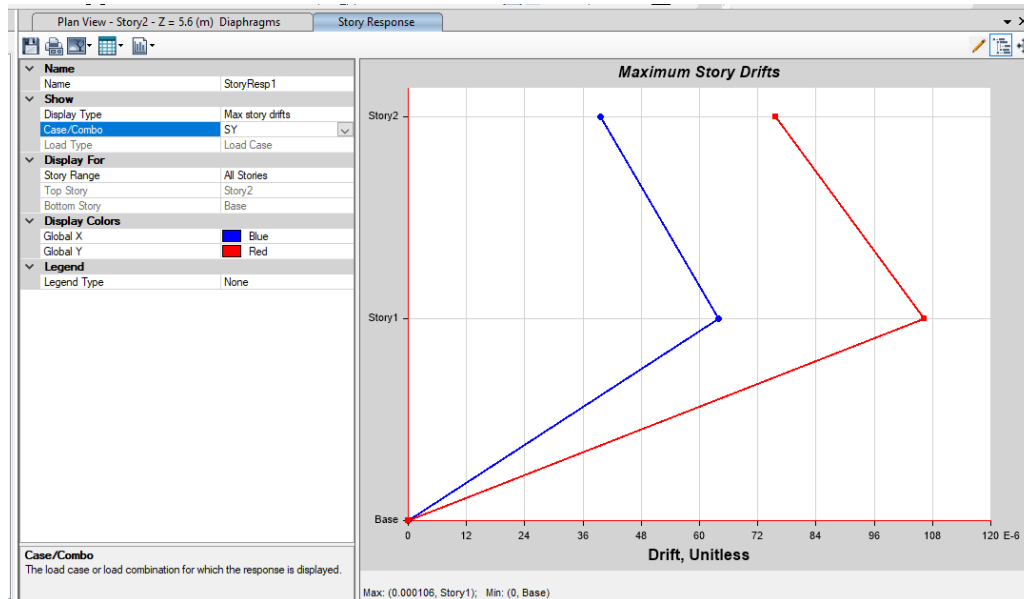 Plan View - Story2 - Z = 5.6 (m) Diaphragms
Story Response
Name
Name StoryResp1
Show
Display Type Max story drifts
Case/Combo SY
Load Type Load Case
Display For
Story Range All Stories
Top Story Story2
Bottom Story Base
Display Colors
Global X Blue
Global Y Red
Legend
Legend Type None
Case/Combo
The load case or load combination for which the response is displayed.
Maximum Story Drifts
Story2
Story1
Base
0 12 24 36 48 60 72 84 96 108 120 E-6
Drift, Unitless
Max: (0.000106, Story1); Min: (0, Base)